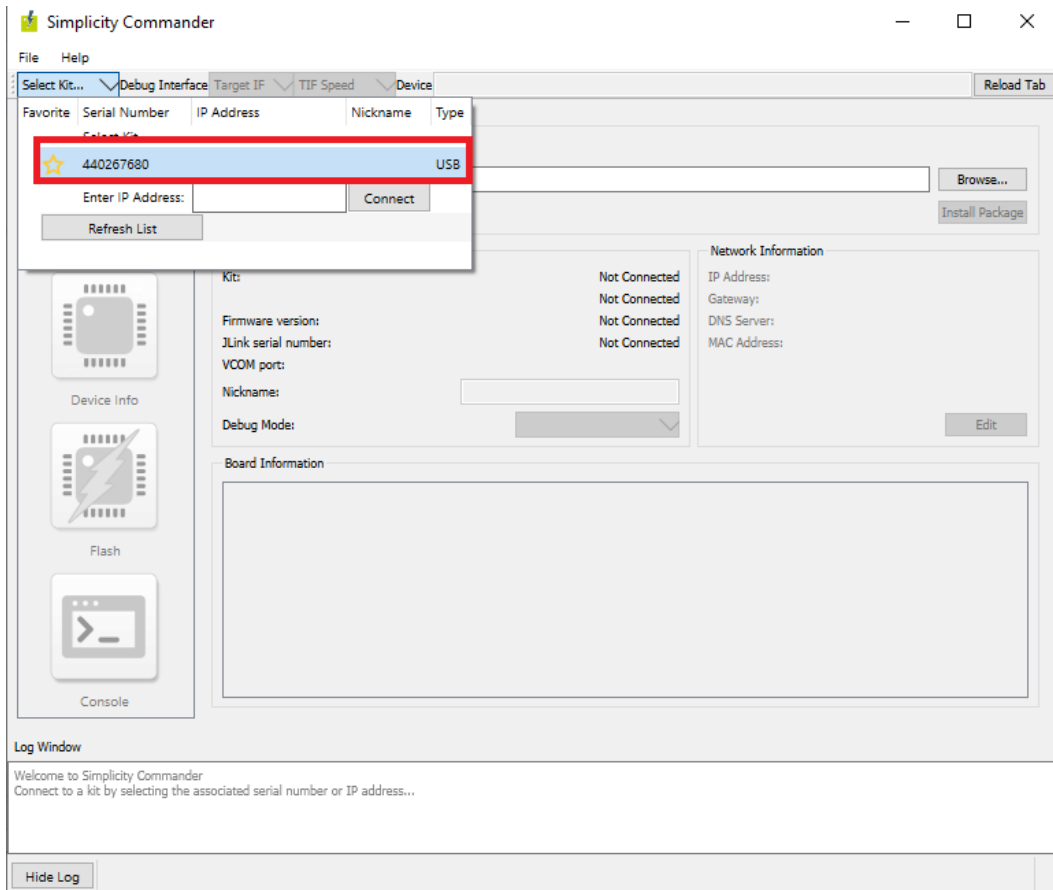 Simplicity Commander
File Help
Select Kit... Debug Interface Target IF TIF Speed Device Reload Tab
Favorite Serial Number IP Address Nickname Type
Select Kit
440267680 USB
Enter IP Address: Connect
Refresh List
Browse...
Install Package
Kit: Not Connected
Not Connected
Firmware version: Not Connected
JLink serial number: Not Connected
VCOM port:
Nickname:
Debug Mode:
Network Information
IP Address:
Gateway:
DNS Server:
MAC Address:
Edit
Board Information
Device Info
Flash
Console
Log Window
Welcome to Simplicity Commander
Connect to a kit by selecting the associated serial number or IP address...
Hide Log